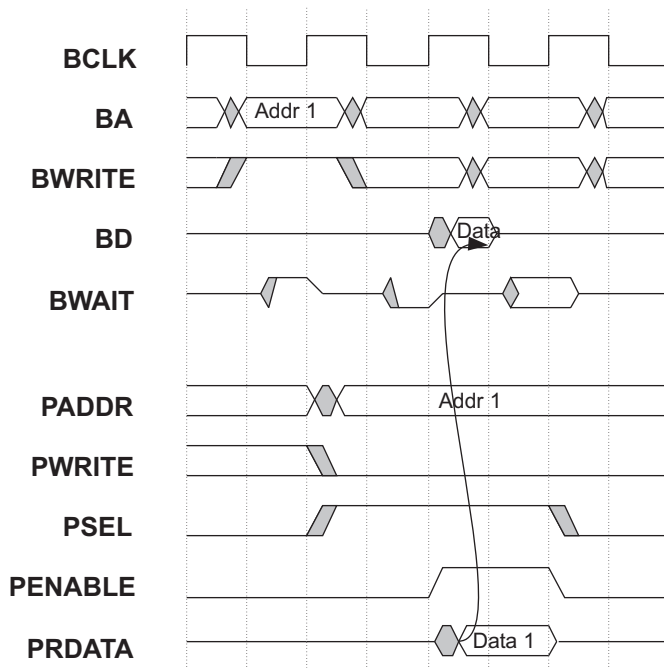 BCLK
BA
Addr 1
BWRITE
BD
Data
BWAIT
PADDR
Addr 1
PWRITE
PSEL
PENABLE
PRDATA
Data 1